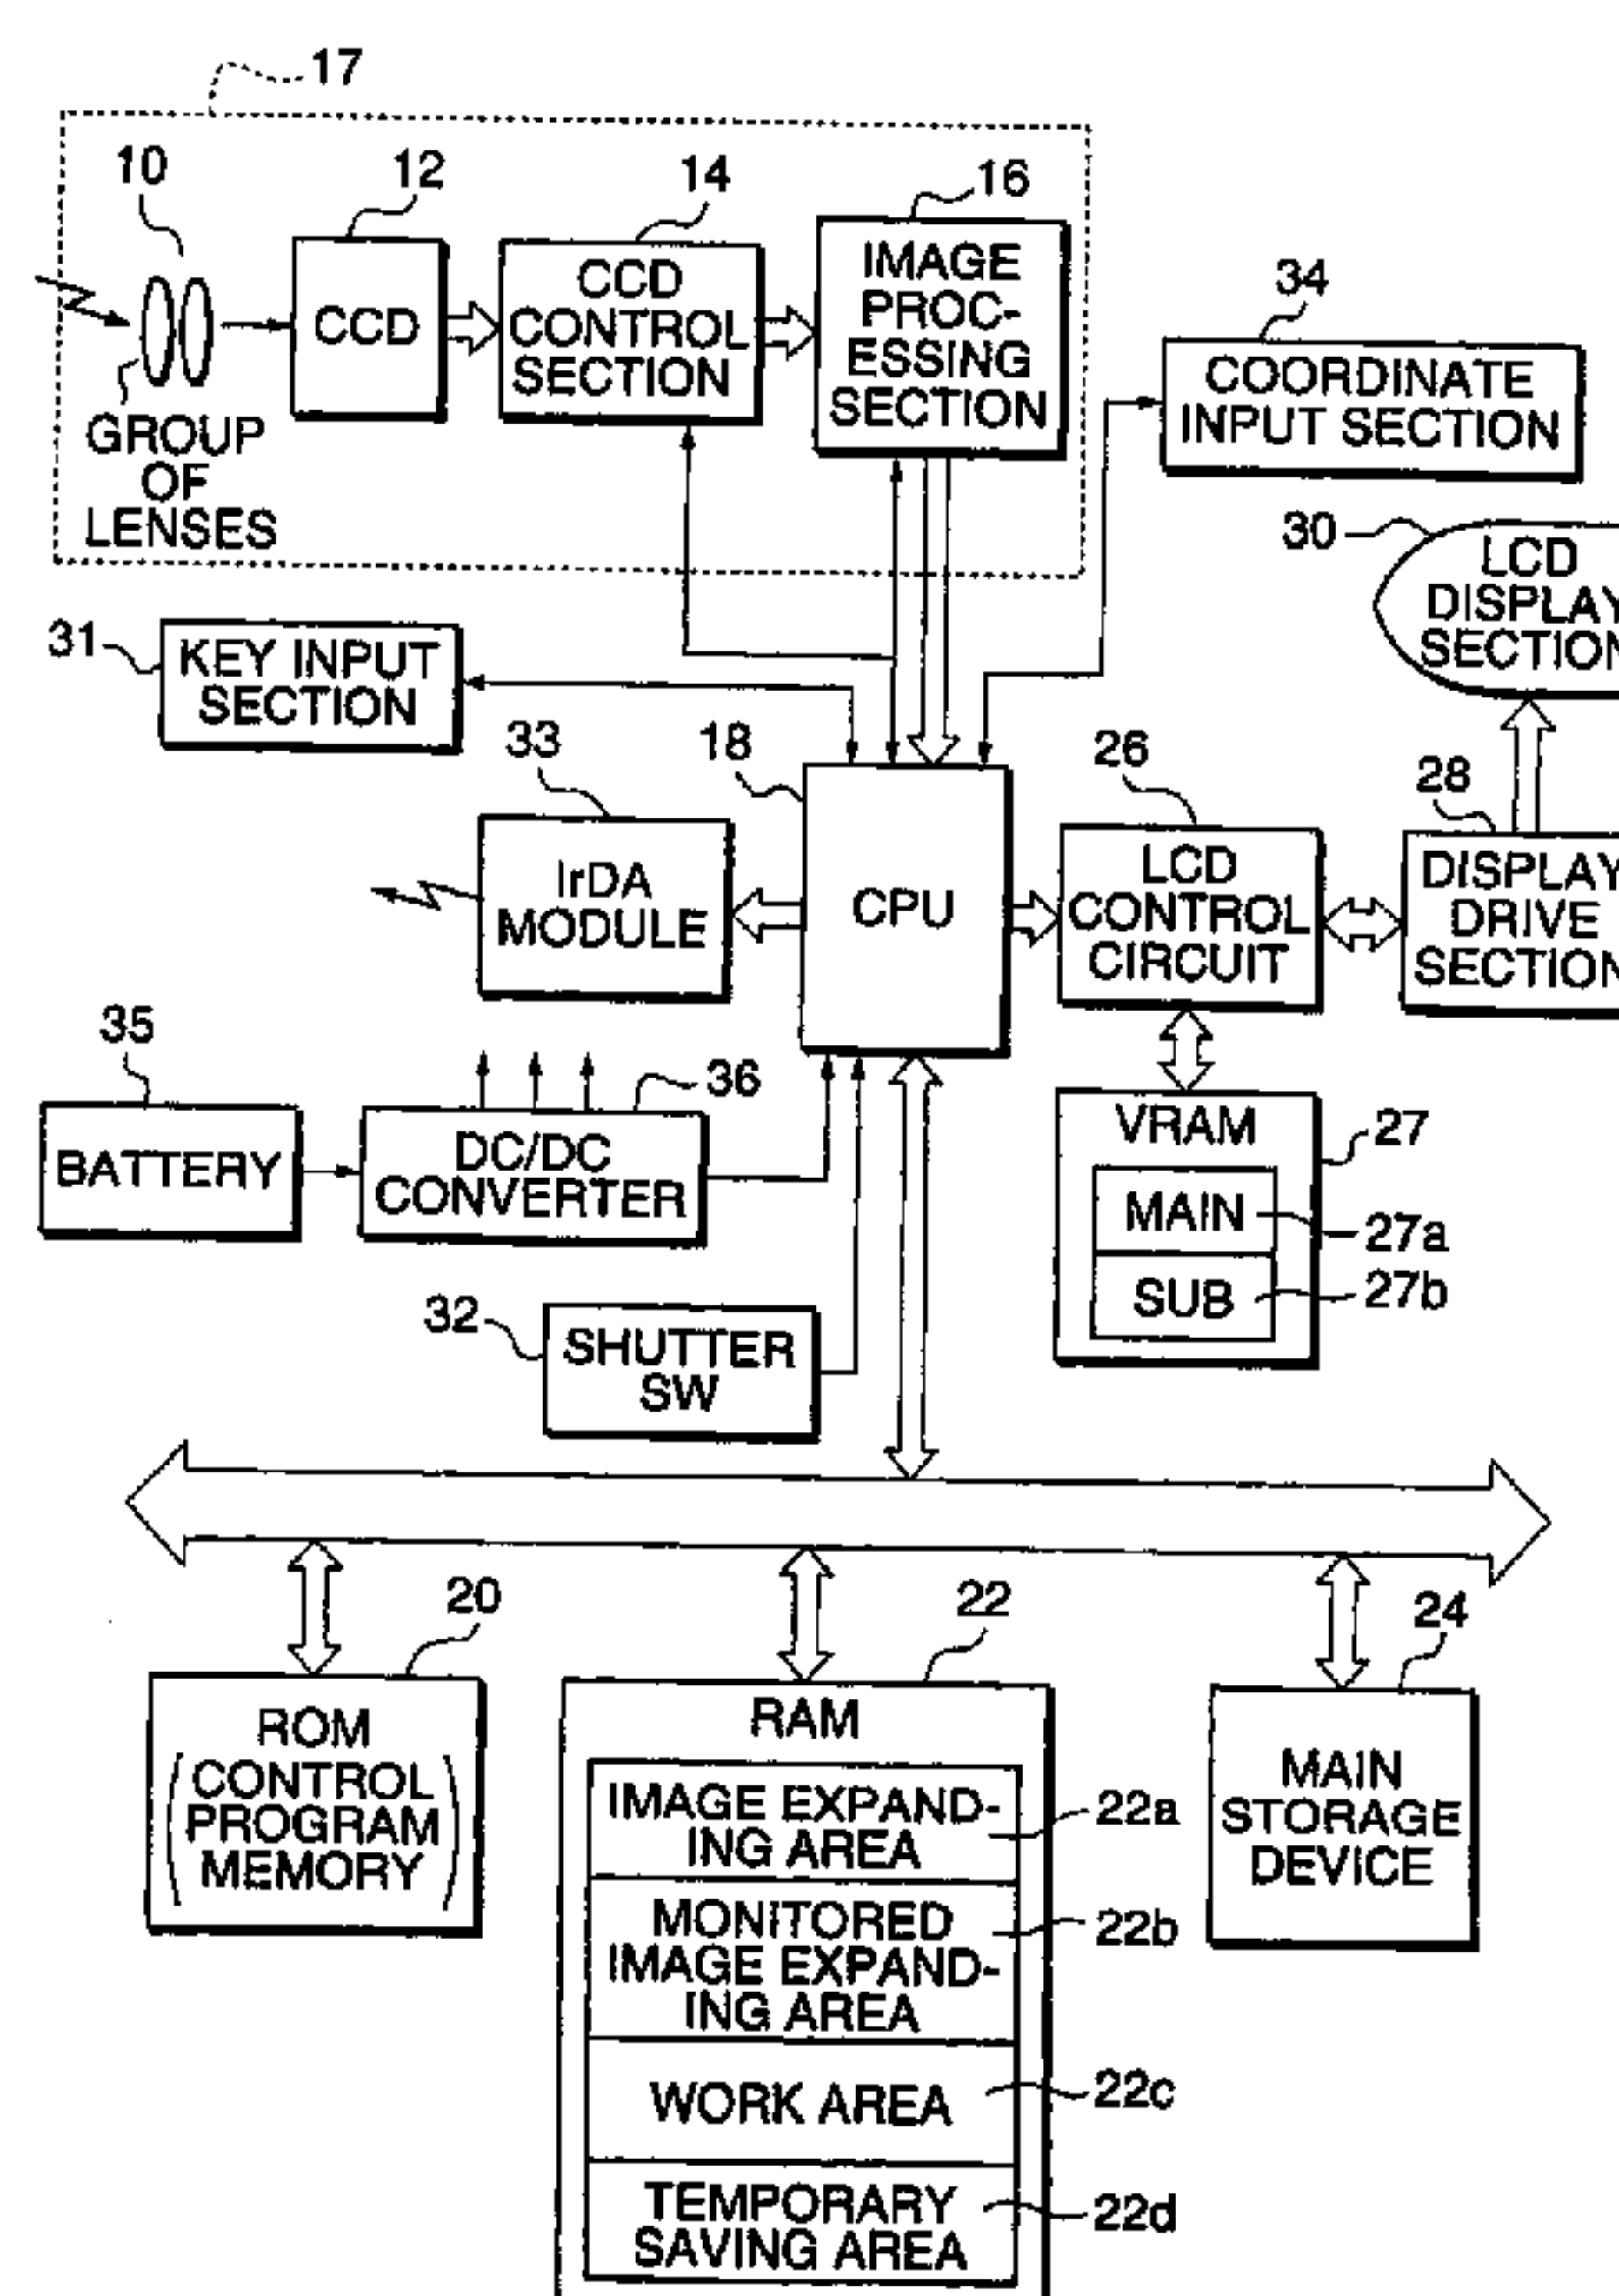 17
10
12
14
16
CCD
CCD
CONTROL
SECTION
IMAGE
PROC-
ESSING
SECTION
GROUP
OF
LENSES
34
COORDINATE
INPUT SECTION
30
LCD
DISPLAY
SECTION
31
KEY INPUT
SECTION
33
IrDA
MODULE
18
CPU
26
LCD
CONTROL
CIRCUIT
28
DISPLAY
DRIVE
SECTION
35
BATTERY
36
DC/DC
CONVERTER
VRAM
27
MAIN
27a
SUB
27b
32
SHUTTER
SW
20
ROM
(CONTROL
PROGRAM
MEMORY)
22
RAM
IMAGE EXPAND-
ING AREA
22a
MONITORED
IMAGE EXPAND-
ING AREA
22b
WORK AREA
22c
TEMPORARY
SAVING AREA
22d
24
MAIN
STORAGE
DEVICE